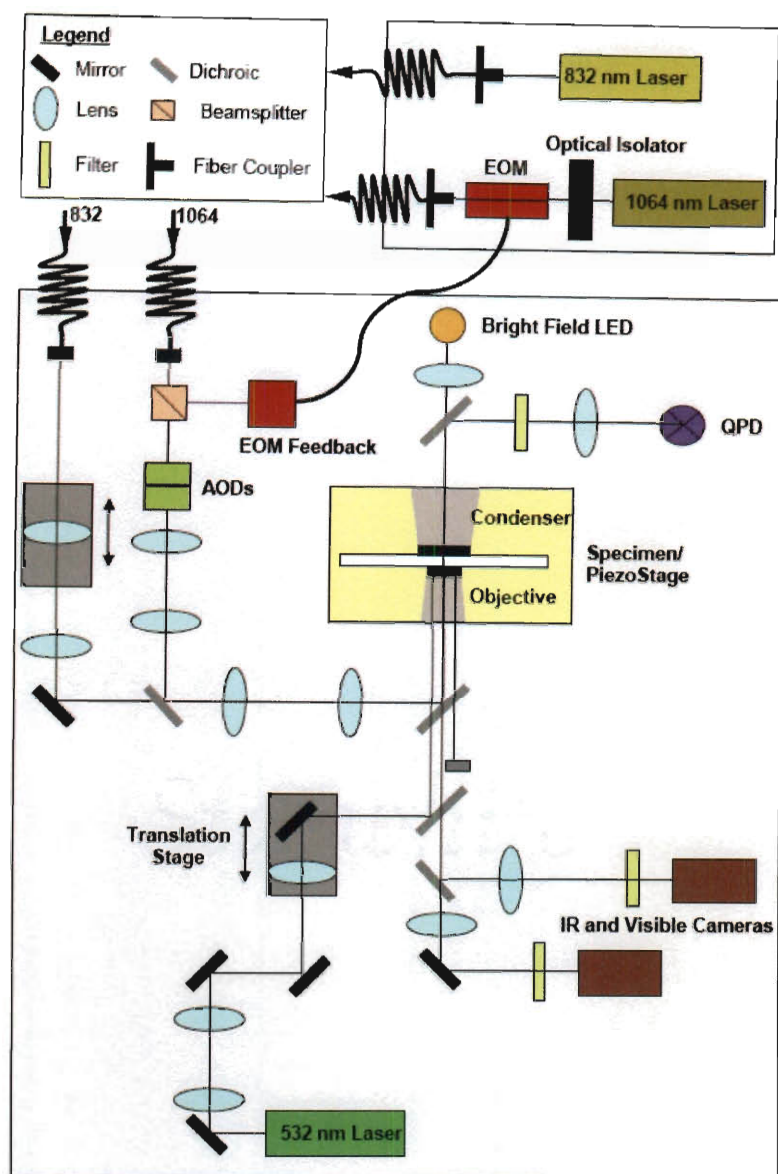 Legend
Mirror
Dichroic
Lens
Beamsplitter
Filter
Fiber Coupler
832 nm Laser
Optical Isolator
EOM
1064 nm Laser
832
1064
Bright Field LED
EOM Feedback
QPD
AODs
Condenser
Specimen/
PiezoStage
Objective
Translation
Stage
IR and Visible Cameras
532 nm Laser